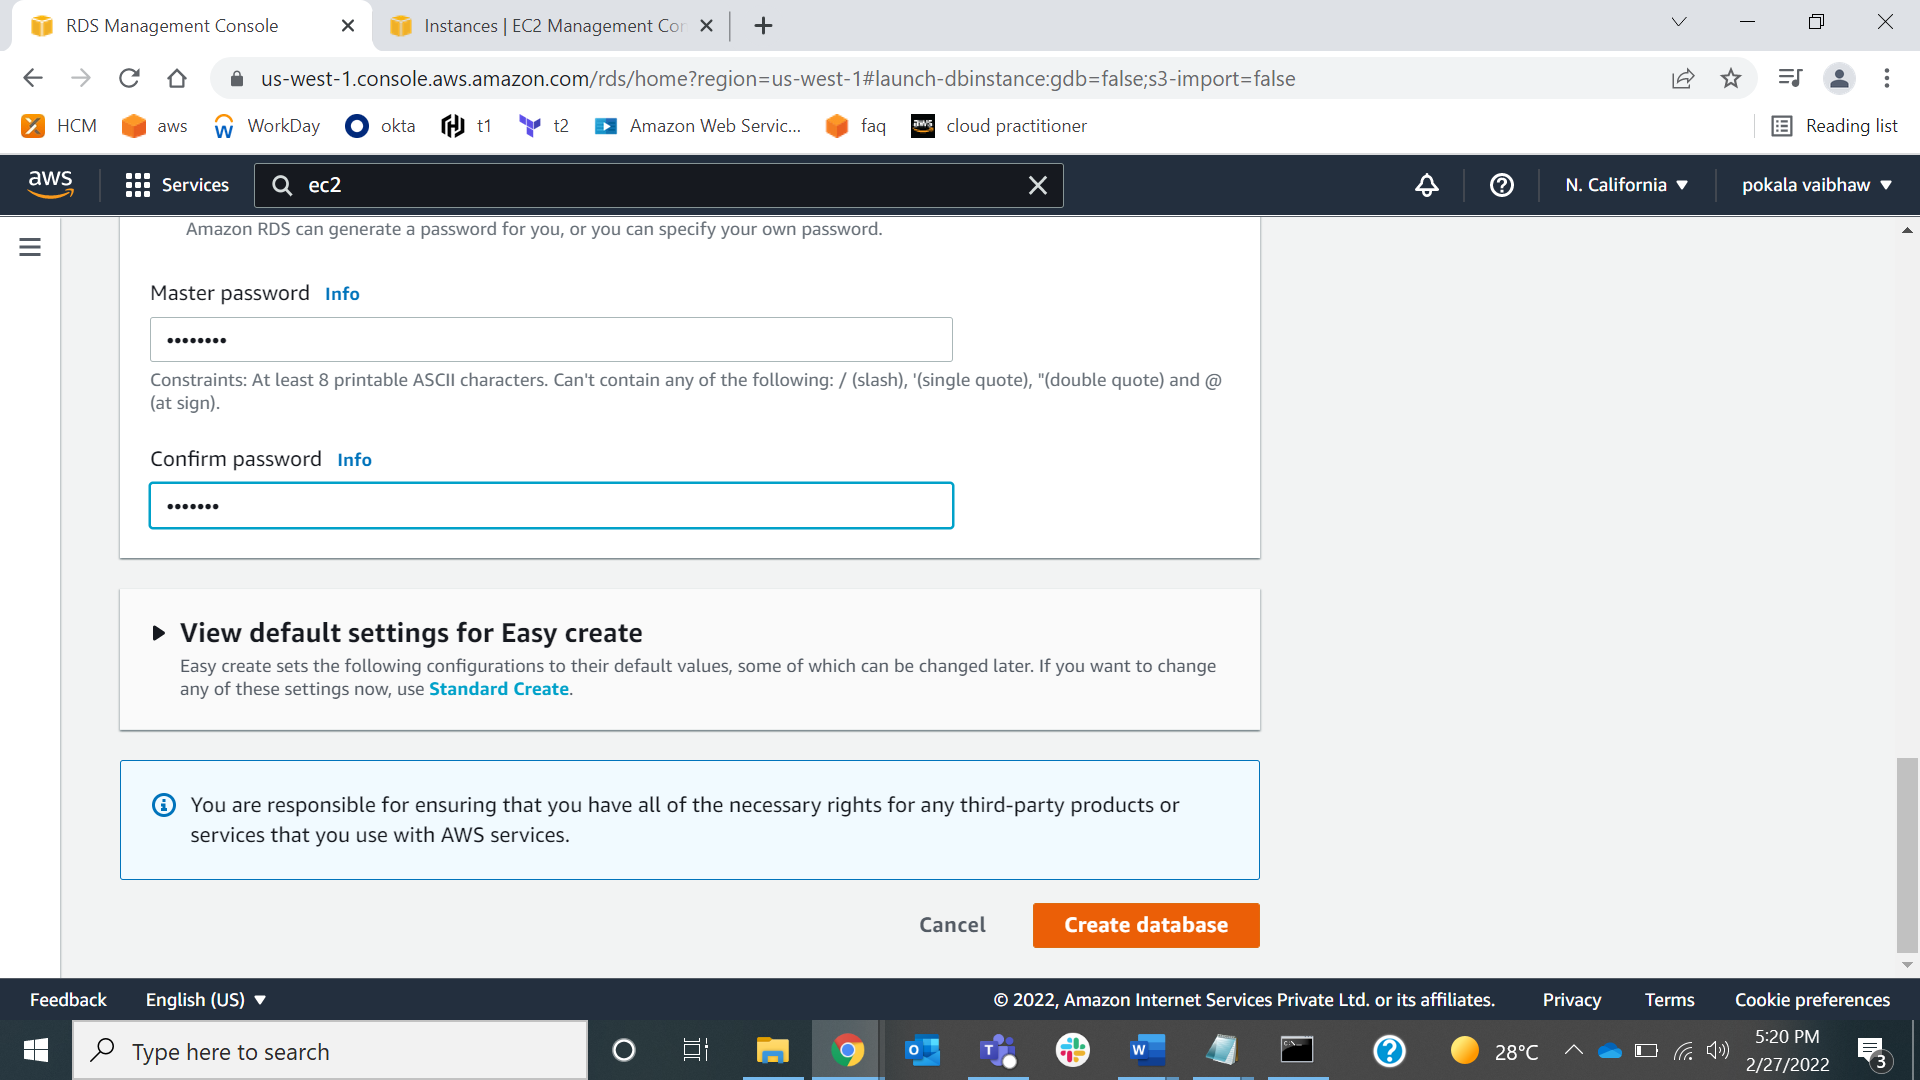 RDS Management Console
Instances | EC2 Management Cor
us-west-1.console.aws.amazon.com/rds/home?region=us-west-1#launch-dbinstance:gdb=false;s3-import=false
HCM
aws
WorkDay
okta
t1
t2
Amazon Web Servic...
faq
aws
cloud practitioner
Reading list
aws
Services
ec2
N. California
pokala vaibhaw
Amazon RDS can generate a password for you, or you can specify your own password.
Master password Info
••••••••
Constraints: At least 8 printable ASCII characters. Can't contain any of the following: / (slash), '(single quote), "(double quote) and @
(at sign).
Confirm password Info
•••••••
View default settings for Easy create
Easy create sets the following configurations to their default values, some of which can be changed later. If you want to change
any of these settings now, use Standard Create.
You are responsible for ensuring that you have all of the necessary rights for any third-party products or
services that you use with AWS services.
Cancel
Create database
Feedback
English (US)
© 2022, Amazon Internet Services Private Ltd. or its affiliates.
Privacy
Terms
Cookie preferences
Type here to search
28°C
5:20 PM
2/27/2022
3